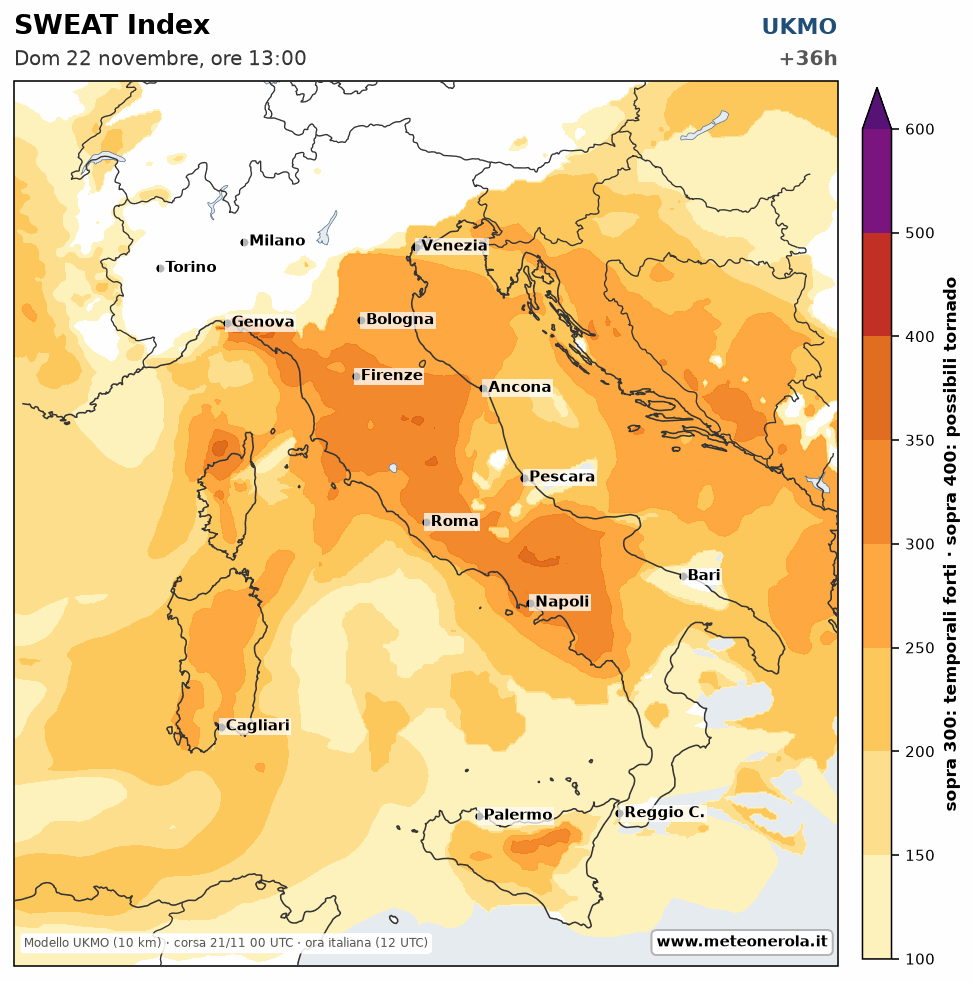 SWEAT Index
UKMO
Dom 22 novembre, ore 13:00
+36h
Milano
Torino
Venezia
Genova
Bologna
Firenze
Ancona
Pescara
Roma
Bari
Napoli
Cagliari
Palermo
Reggio C.
600
500
400
350
300
250
200
150
100
sopra 300: temporali forti · sopra 400: possibili tornado
Modello UKMO (10 km) · corsa 21/11 00 UTC · ora italiana (12 UTC)
www.meteonerola.it